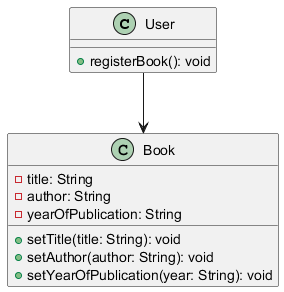 C User
registerBook(): void
C Book
title: String
author: String
yearOfPublication: String
setTitle(title: String): void
setAuthor(author: String): void
setYearOfPublication(year: String): void